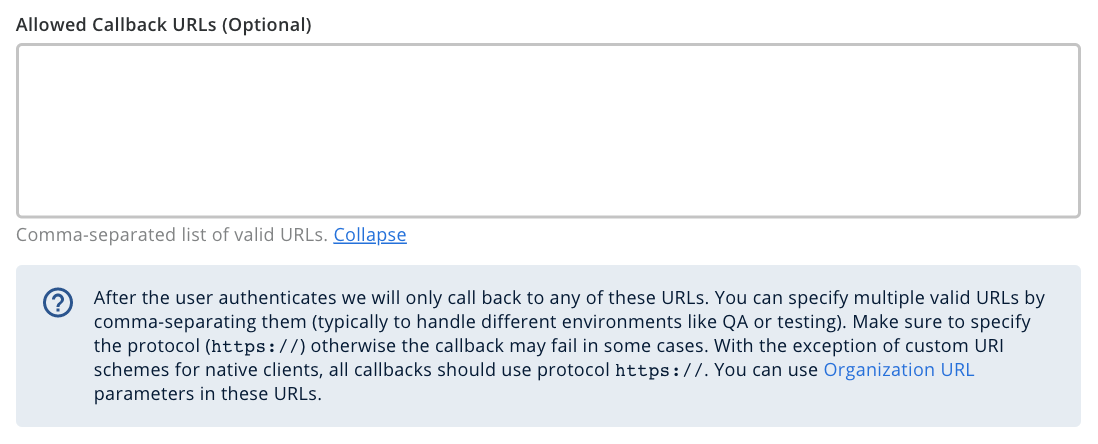 Allowed Callback URLs (Optional)
Comma-separated list of valid URLs. Collapse
After the user authenticates we will only call back to any of these URLs. You can specify multiple valid URLs by
comma-separating them (typically to handle different environments like QA or testing). Make sure to specify
the protocol (https://) otherwise the callback may fail in some cases. With the exception of custom URI
schemes for native clients, all callbacks should use protocol https://. You can use Organization URL
parameters in these URLs.